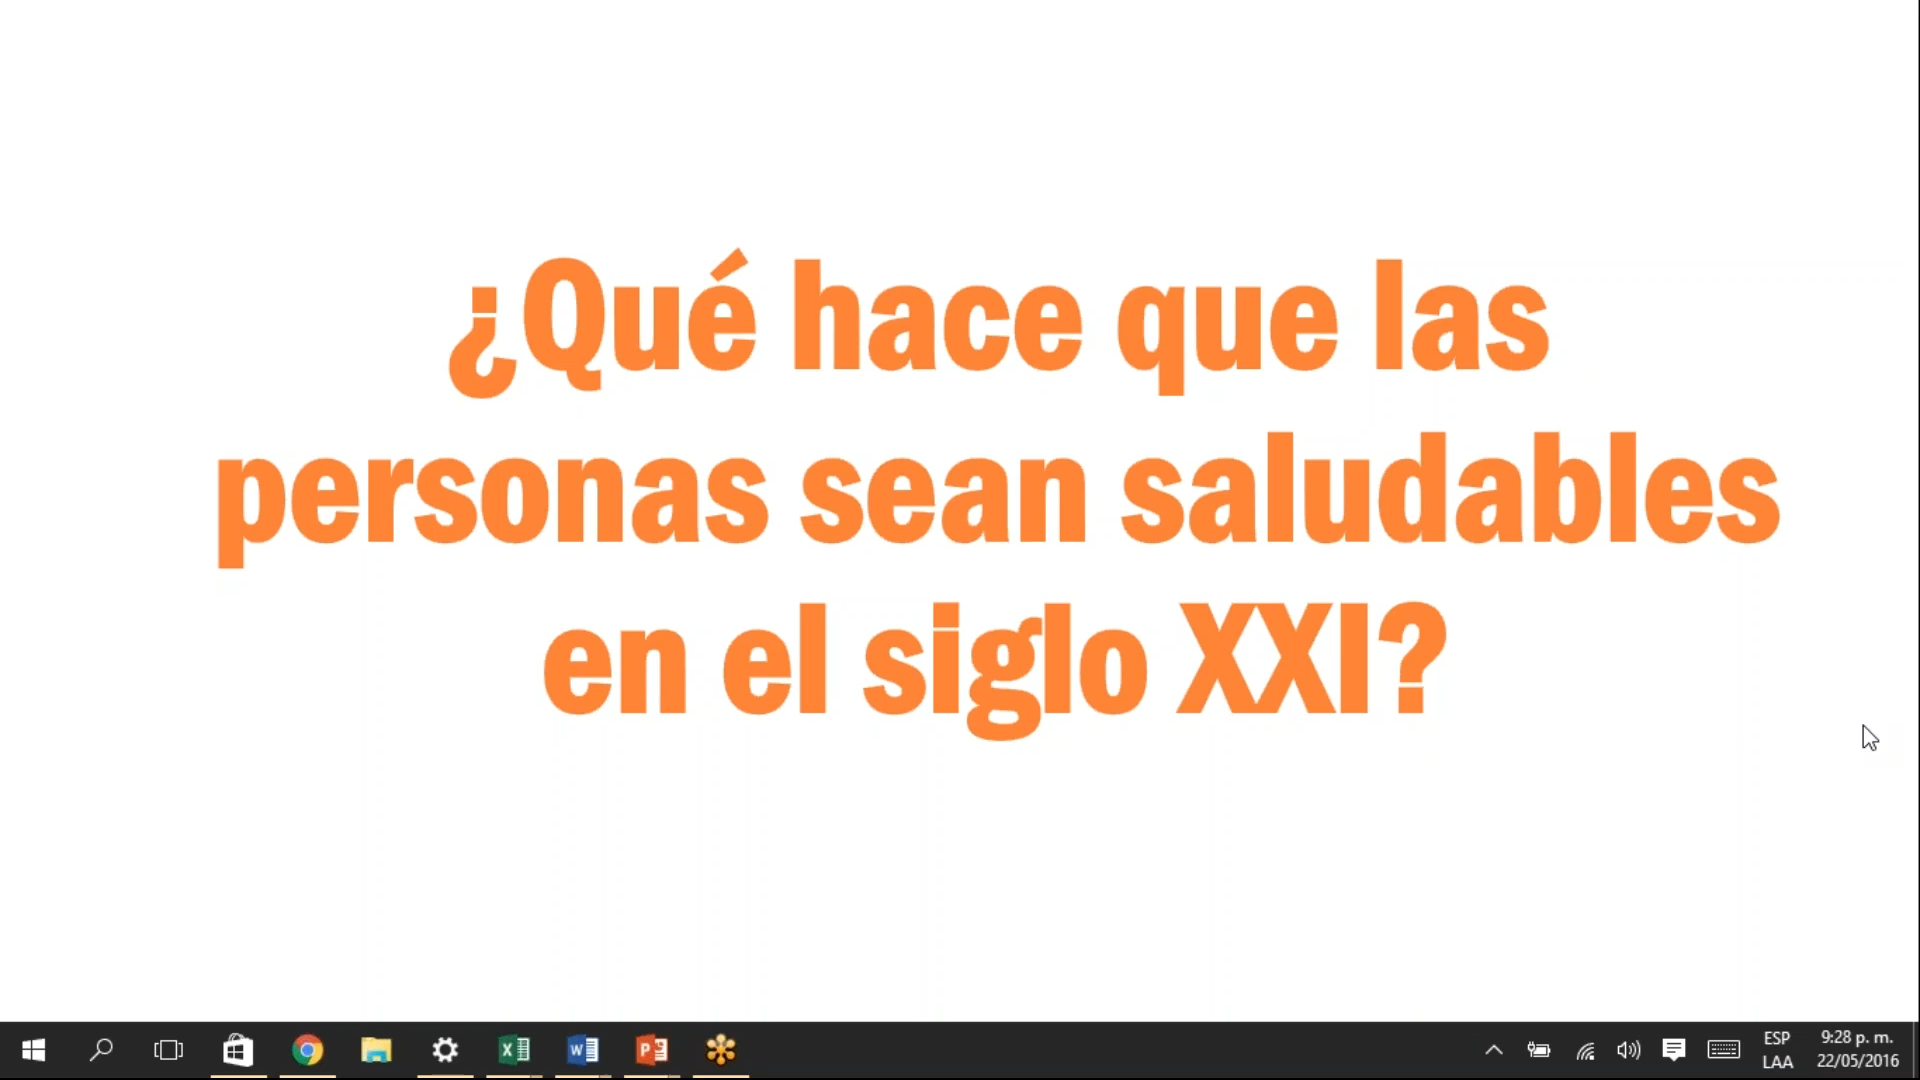 ¿Qué hace que las
personas sean saludables
en el siglo XXI?
ESP
LAA
9:28 p. m.
22/05/2016